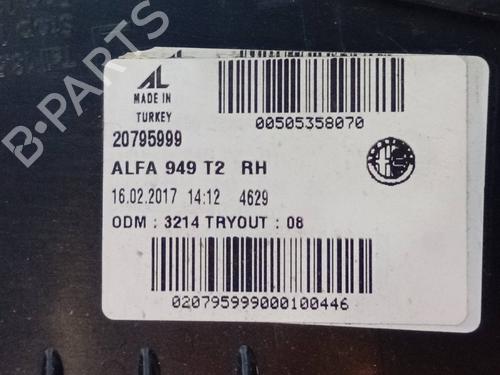 AL
MADE IN
TURKEY
00505358070
20795999
ALFA 949 T2 RH
16.02.2017 14:12 4629
ODM : 3214 TRYOUT : 08
020795999000100446
B-PARTS